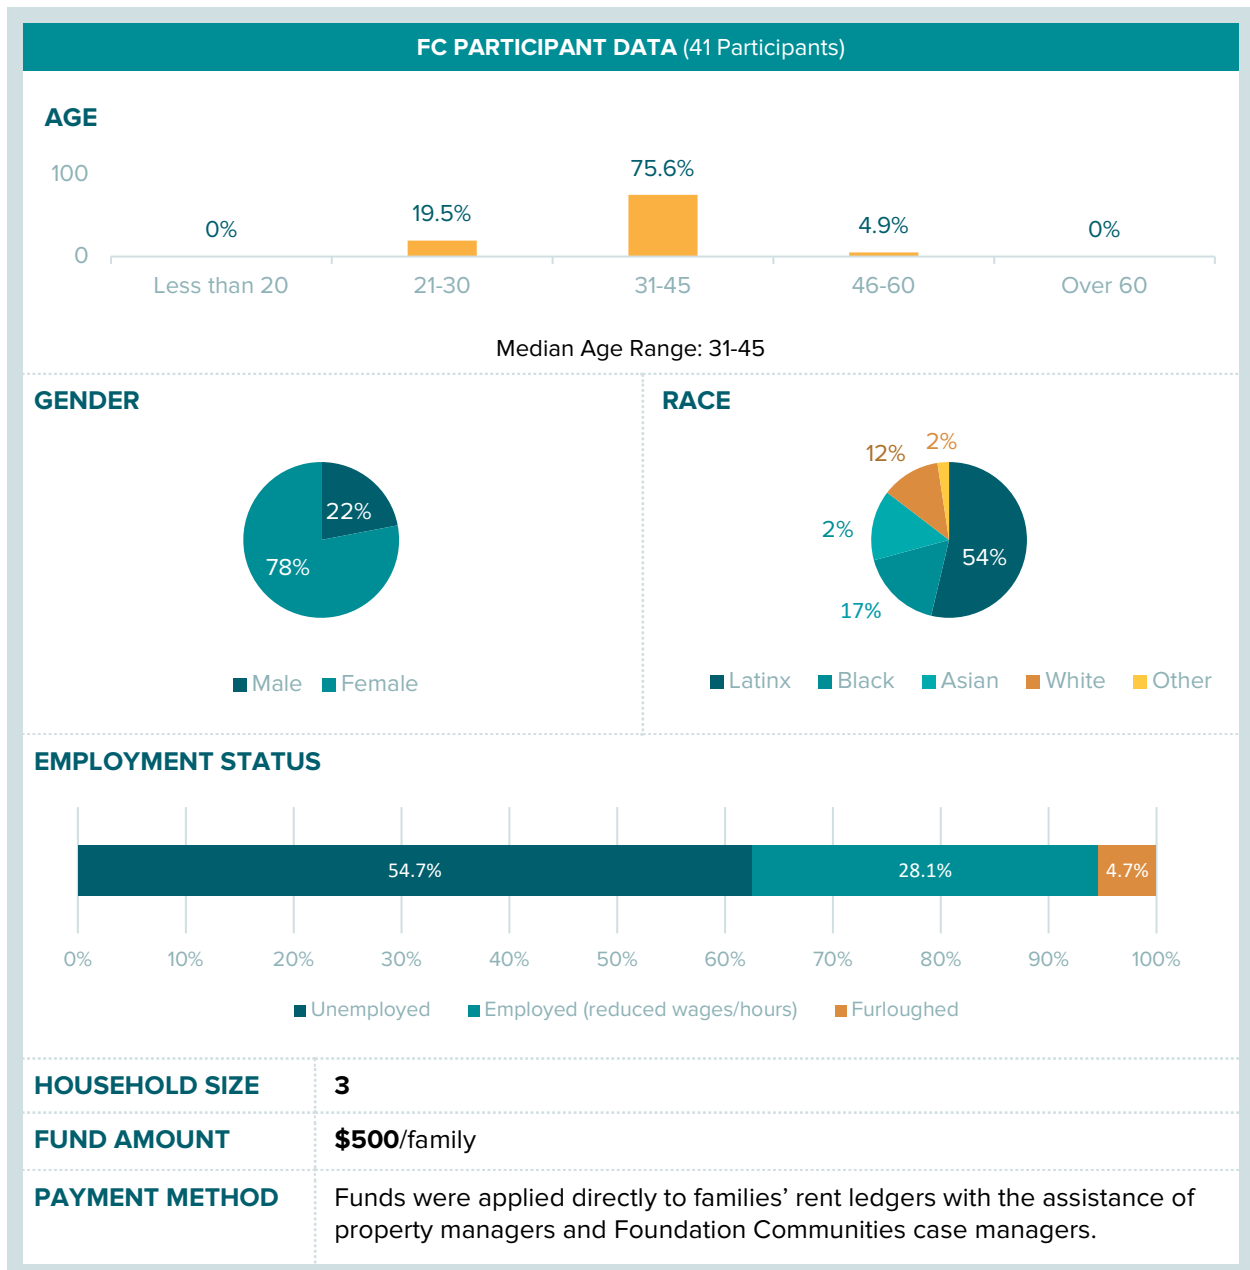 FC PARTICIPANT DATA (41 Participants)
AGE
100
0
0%
19.5%
75.6%
4.9%
0%
Less than 20
21-30
31-45
46-60
Over 60
Median Age Range: 31-45
GENDER
22%
78%
Male
Female
RACE
12%
2%
2%
54%
17%
Latinx
Black
Asian
White
Other
EMPLOYMENT STATUS
54.7%
28.1%
4.7%
0%
10%
20%
30%
40%
50%
60%
70%
80%
90%
100%
Unemployed
Employed (reduced wages/hours)
Furloughed
HOUSEHOLD SIZE
3
FUND AMOUNT
$500/family
PAYMENT METHOD
Funds were applied directly to families’ rent ledgers with the assistance of
property managers and Foundation Communities case managers.